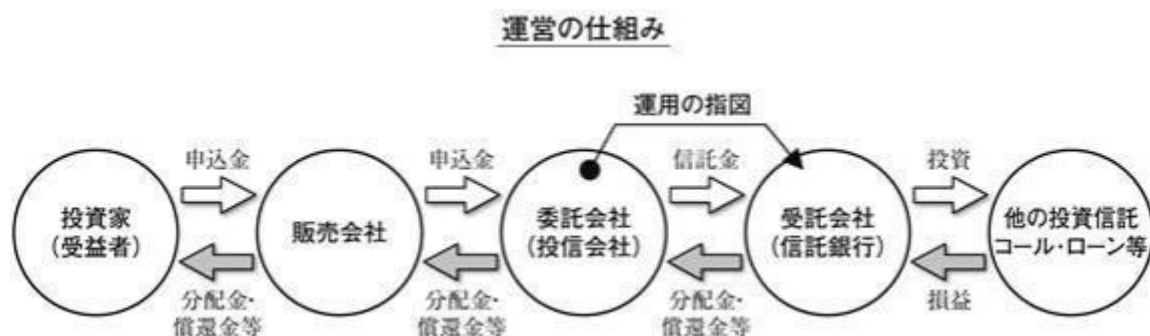 運営の仕組み
運用の指図
申込金
申込金
信託金
投資
投資家
(受益者)
販売会社
委託会社
(投信会社)
受託会社
(信託銀行)
他の投資信託
コール・ローン等
分配金・
償還金等
分配金・
償還金等
分配金・
償還金等
損益